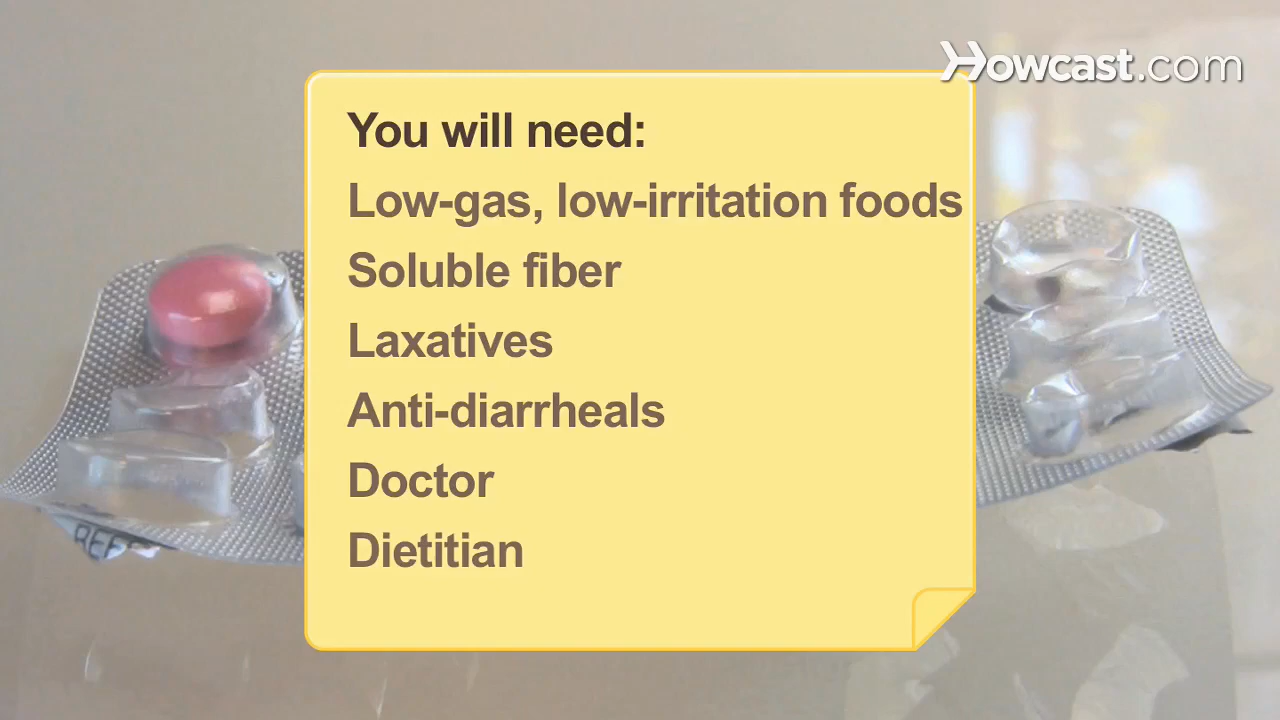 Howcast.com
You will need:
Low-gas, low-irritation foods
Soluble fiber
Laxatives
Anti-diarrheals
Doctor
Dietitian